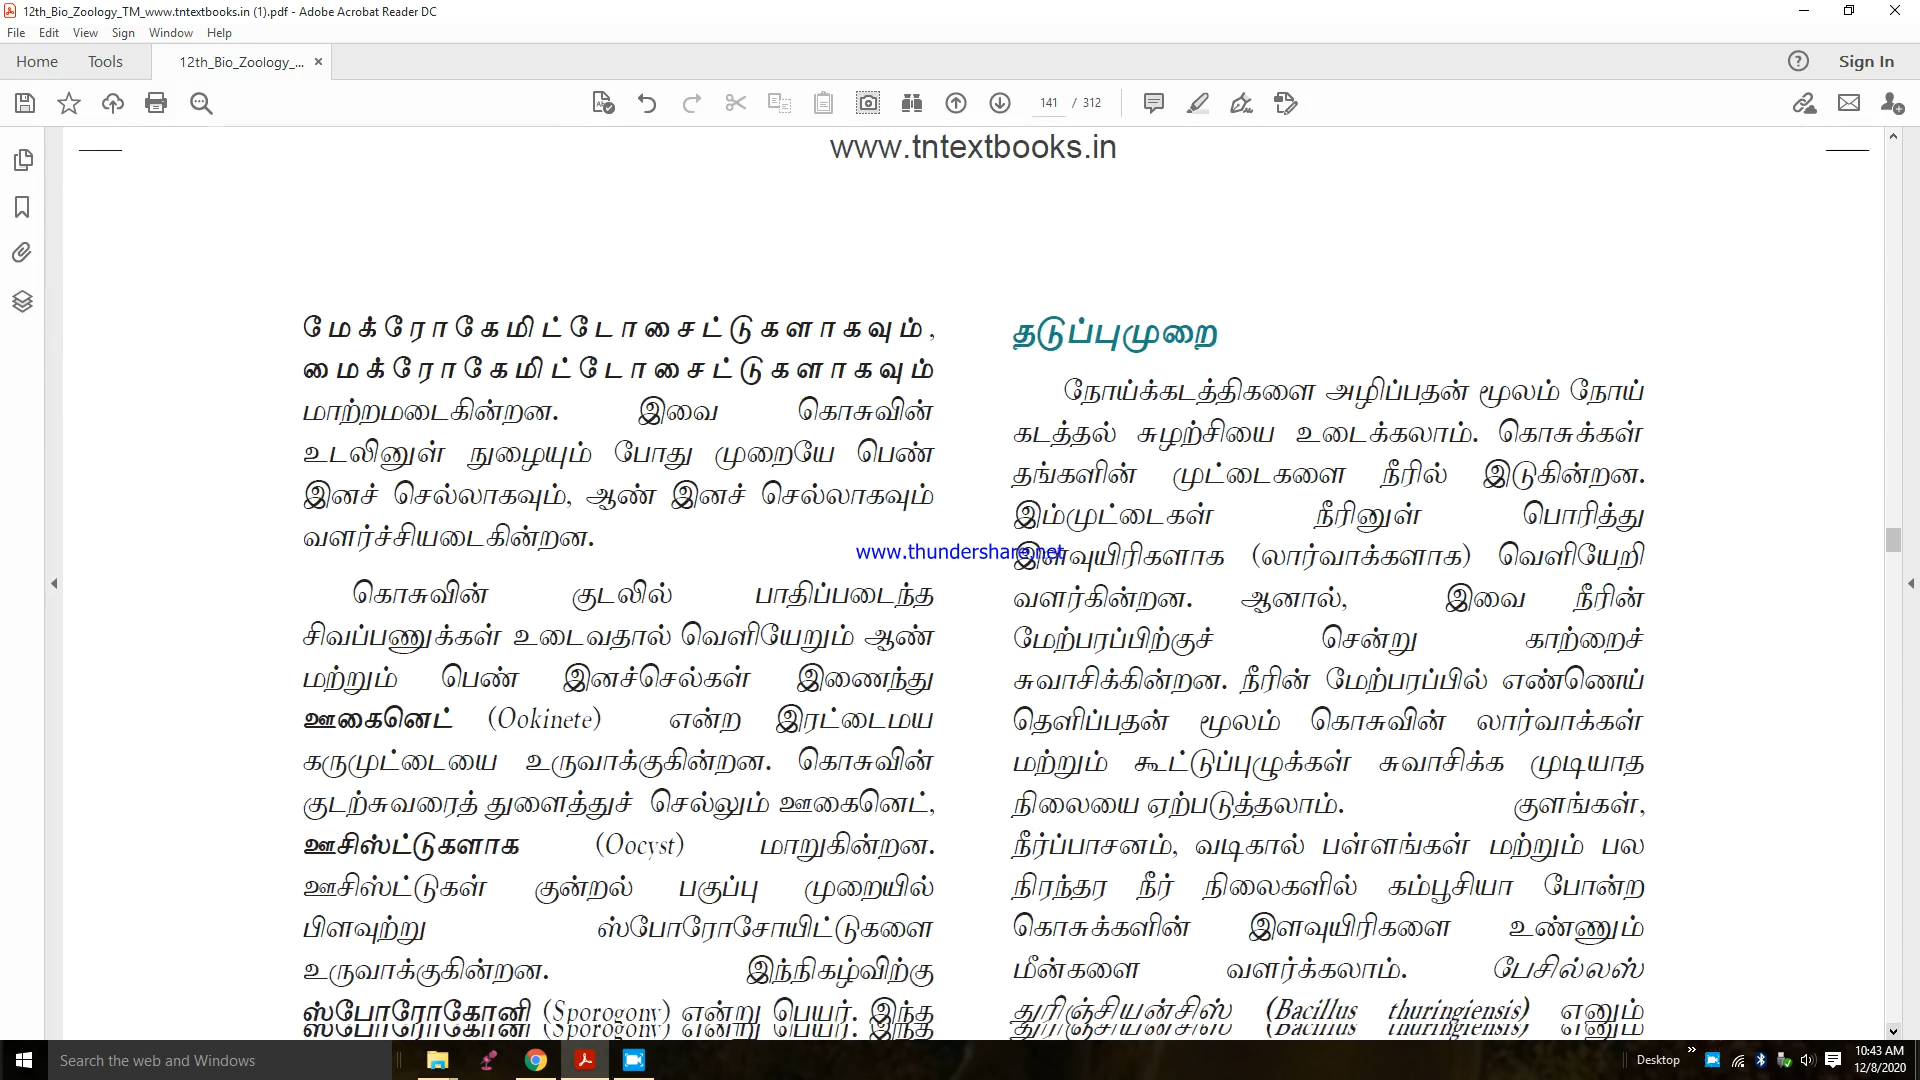 12th_Bio_Zoology_TM_www.tntextbooks.in (1).pdf - Adobe Acrobat Reader DC
File Edit View Sign Window Help
Home Tools 12th_Bio_Zoology_... × Sign In
141 / 312
www.tntextbooks.in
மேக்ரோகேமிட்டோசைட்டுகளாகவும்,
மைக்ரோகேமிட்டோசைட்டுகளாகவும்
மாற்றமடைகின்றன. இவை கொசுவின்
உடலினுள் நுழையும் போது முறையே பெண்
இனச் செல்லாகவும், ஆண் இனச் செல்லாகவும்
வளர்ச்சியடைகின்றன.
கொசுவின் குடலில் பாதிப்படைந்த
சிவப்பணுக்கள் உடைவதால் வெளியேறும் ஆண்
மற்றும் பெண் இனச்செல்கள் இணைந்து
ஊகைனெட் (Ookinete) என்ற இரட்டைமய
கருமுட்டையை உருவாக்குகின்றன. கொசுவின்
குடற்சுவரைத் துளைத்துச் செல்லும் ஊகைனெட்,
ஊசிஸ்ட்டுகளாக (Oocyst) மாறுகின்றன.
ஊசிஸ்ட்டுகள் குன்றல் பகுப்பு முறையில்
பிளவுற்று ஸ்போரோசோயிட்டுகளை
உருவாக்குகின்றன. இந்நிகழ்விற்கு
ஸ்போரோகோனி (Sporogony) என்று பெயர். இந்த
தடுப்புமுறை
நோய்க்கடத்திகளை அழிப்பதன் மூலம் நோய்
கடத்தல் சுழற்சியை உடைக்கலாம். கொசுக்கள்
தங்களின் முட்டைகளை நீரில் இடுகின்றன.
இம்முட்டைகள் நீரினுள் பொரித்து
www.thundershare.net
இளவுயிரிகளாக (லார்வாக்களாக) வெளியேறி
வளர்கின்றன. ஆனால், இவை நீரின்
மேற்பரப்பிற்குச் சென்று காற்றைச்
சுவாசிக்கின்றன. நீரின் மேற்பரப்பில் எண்ணெய்
தெளிப்பதன் மூலம் கொசுவின் லார்வாக்கள்
மற்றும் கூட்டுப்புழுக்கள் சுவாசிக்க முடியாத
நிலையை ஏற்படுத்தலாம். குளங்கள்,
நீர்ப்பாசனம், வடிகால் பள்ளங்கள் மற்றும் பல
நிரந்தர நீர் நிலைகளில் கம்பூசியா போன்ற
கொசுக்களின் இளவுயிரிகளை உண்ணும்
மீன்களை வளர்க்கலாம். பேசில்லஸ்
துரிஞ்சியன்சிஸ் (Bacillus thuringiensis) எனும்
Search the web and Windows
Desktop
10:43 AM
12/8/2020